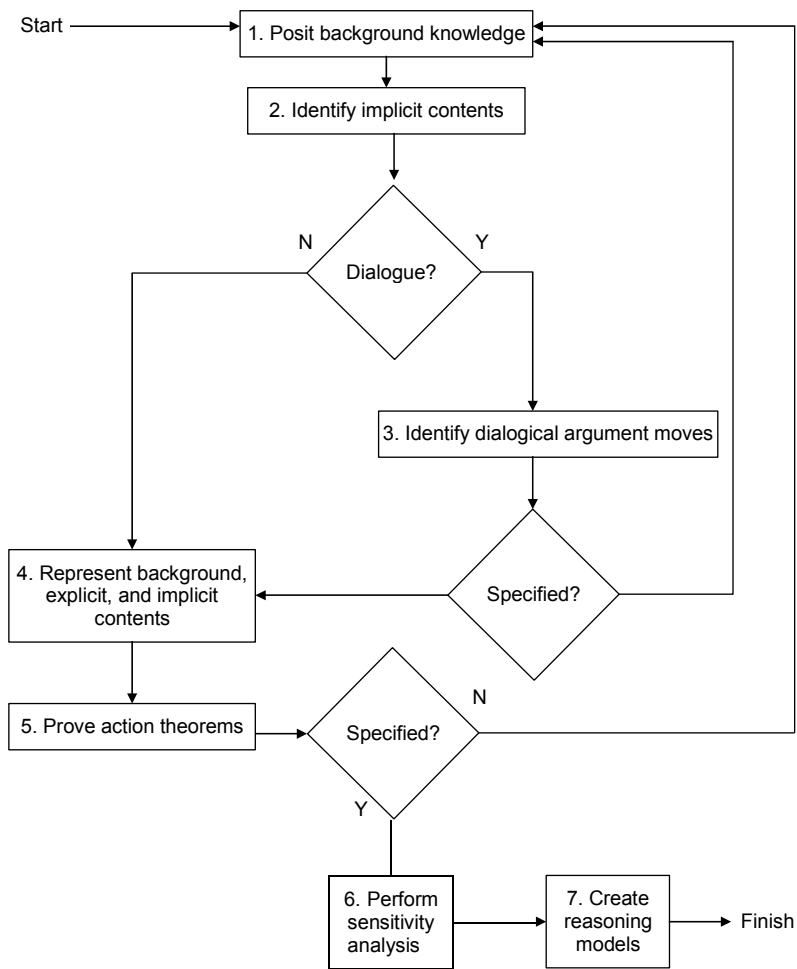 Start
1. Posit background knowledge
2. Identify implicit contents
N
Y
Dialogue?
3. Identify dialogical argument moves
4. Represent background,
explicit, and implicit
contents
Specified?
N
5. Prove action theorems
Specified?
Y
6. Perform
sensitivity
analysis
7. Create
reasoning
models
Finish